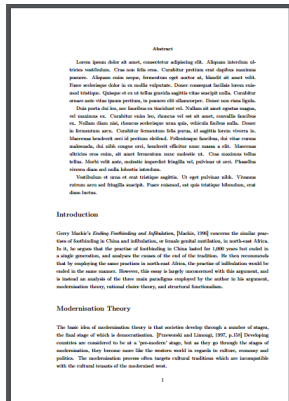 Abstract
Lorem ipsum dolor sit amet, consectetur adipiscing elit. Aliquam interdum ul-
tricies vestibulum. Cras non felis eros. Curabitur pretium erat dapibus maximus
posuere. Aliquam enim neque, fermentum eget auctor at, blandit sit amet velit.
Fusce scelerisque dolor in ex mollis vulputate. Donec consequat facilisis lorem euis-
mod tristique. Quisque et ex ut tellus gravida sagittis vitae suscipit nulla. Curabitur
ornare ante vitae ipsum pretium, in posuere elit ullamcorper. Donec non risus ligula.
Duis porta dui leo, nec faucibus ex tincidunt vel. Nullam sit amet egestas magna,
vel maximus ex. Curabitur enim leo, rhoncus vel est sit amet, convallis faucibus
ex. Nullam diam nisi, rhoncus scelerisque urna quis, vehicula finibus nulla. Donec
in fermentum arcu. Curabitur fermentum felis purus, id sagittis lorem viverra in.
Maecenas hendrerit orci id pretium eleifend. Pellentesque faucibus, dui vitae
malesuada, dui nibh congue orci, hendrerit efficitur nunc massa a elit. Maecenas
ultricies eros enim, sit amet fermentum nunc molestie ut. Cras maximus tellus
tellus. Morbi velit ante, molestie imperdiet fringilla vel, pulvinar ut orci. Phasellus
viverra diam sed nulla lobortis interdum.
Vestibulum et urna et erat tristique sagittis. Ut eget pulvinar nibh. Vivamus
rutrum arcu sed fringilla suscipit. Fusce euismod, est quis tristique bibendum, erat
diam luctus.
Introduction
Gerry Mackie's Ending Footbinding and Infibulation, [Mackie, 1996] concerns the similar prac-
tises of footbinding in China and infibulation, or female genital mutilation, in north-east Africa.
In it, he argues that the practise of footbinding in China lasted for 1,000 years but ended in
a single generation, and analyses the causes of the end of the tradition. He then recommends
that by employing the same practises in north-east Africa, the practise of infibulation would be
ended in the same manner. However, this essay is largely unconcerned with this argument, and
is instead an analysis of the three main paradigms employed by the author in his argument,
modernisation theory, rational choice theory, and structural functionalism.
Modernisation Theory
The basic idea of modernisation theory is that societies develop through a number of stages,
the final stage of which is democratisation. [Przeworski and Limongi, 1997, p.158] Developing
countries are considered to be at a 'pre-modern' stage, but as they go through the stages of
modernisation, they become more like the western world in regards to culture, economy and
politics. The modernisation process often targets cultural traditions which are incompatible
with the cultural tenants of the modernised west.
1